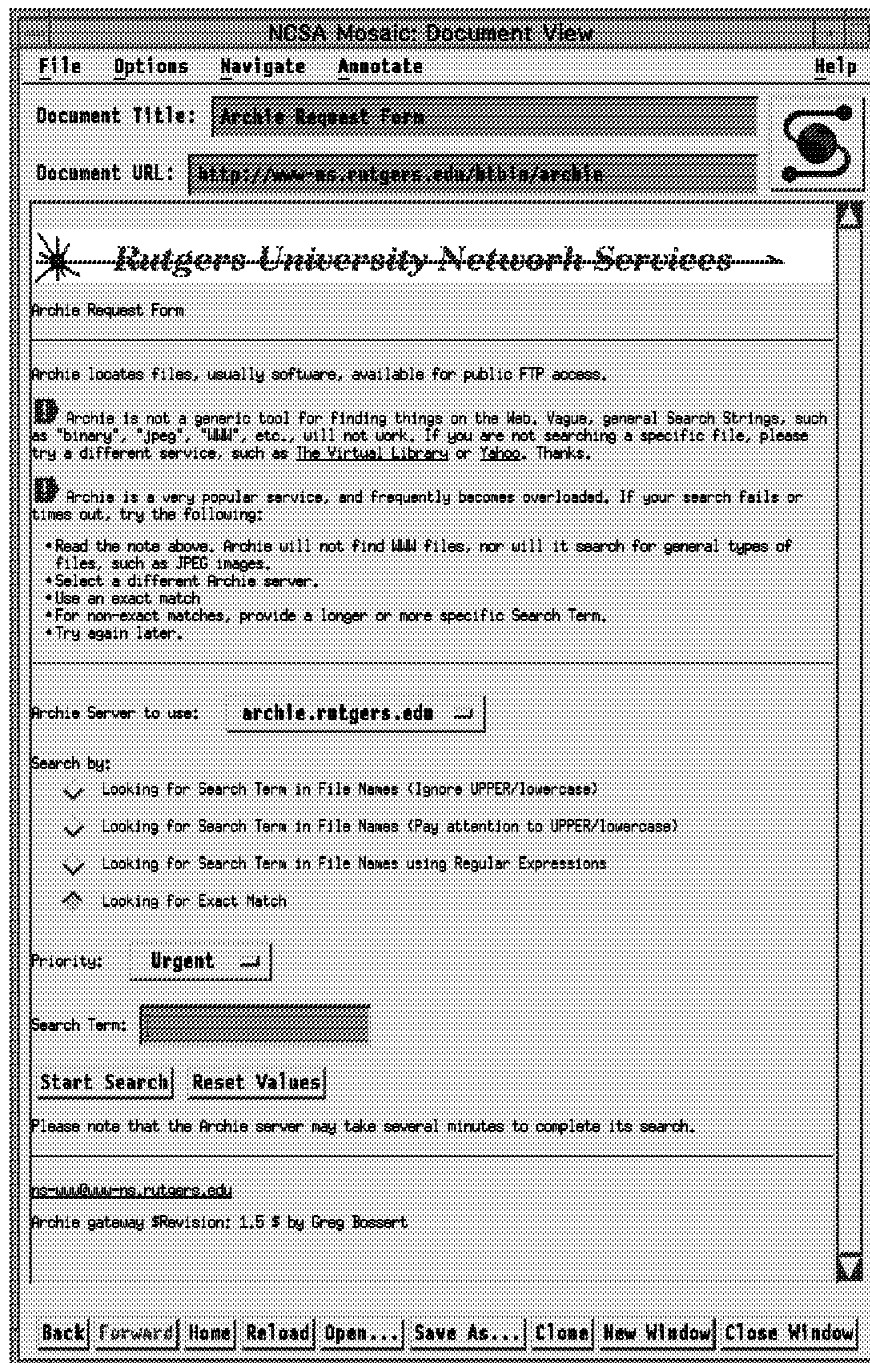 NCSA Mosaic: Document View
File Options Navigate Annotate Help
Document Title: Archie Request Form
Document URL: http://www-ns.rutgers.edu/htbin/archie
Rutgers University Network Services
Archie Request Form
Archie locates files, usually software, available for public FTP access.
! Archie is not a generic tool for finding things on the Web. Vague, general Search Strings, such
as "binary", "jpeg", "WWW", etc., will not work. If you are not searching a specific file, please
try a different service, such as The Virtual Library or Yahoo. Thanks.
! Archie is a very popular service, and frequently becomes overloaded. If your search fails or
times out, try the following:
•Read the note above. Archie will not find WWW files, nor will it search for general types of
files, such as JPEG images.
•Select a different Archie server.
•Use an exact match
•For non-exact matches, provide a longer or more specific Search Term.
•Try again later.
Archie Server to use: archie.rutgers.edu
Search by:
Looking for Search Term in File Names (Ignore UPPER/lowercase)
Looking for Search Term in File Names (Pay attention to UPPER/lowercase)
Looking for Search Term in File Names using Regular Expressions
Looking for Exact Match
Priority: Urgent
Search Term:
Start Search Reset Values
Please note that the Archie server may take several minutes to complete its search.
ns-www@www-ns.rutgers.edu
Archie gateway $Revision: 1.5 $ by Greg Bossert
Back Forward Home Reload Open... Save As... Clone New Window Close Window